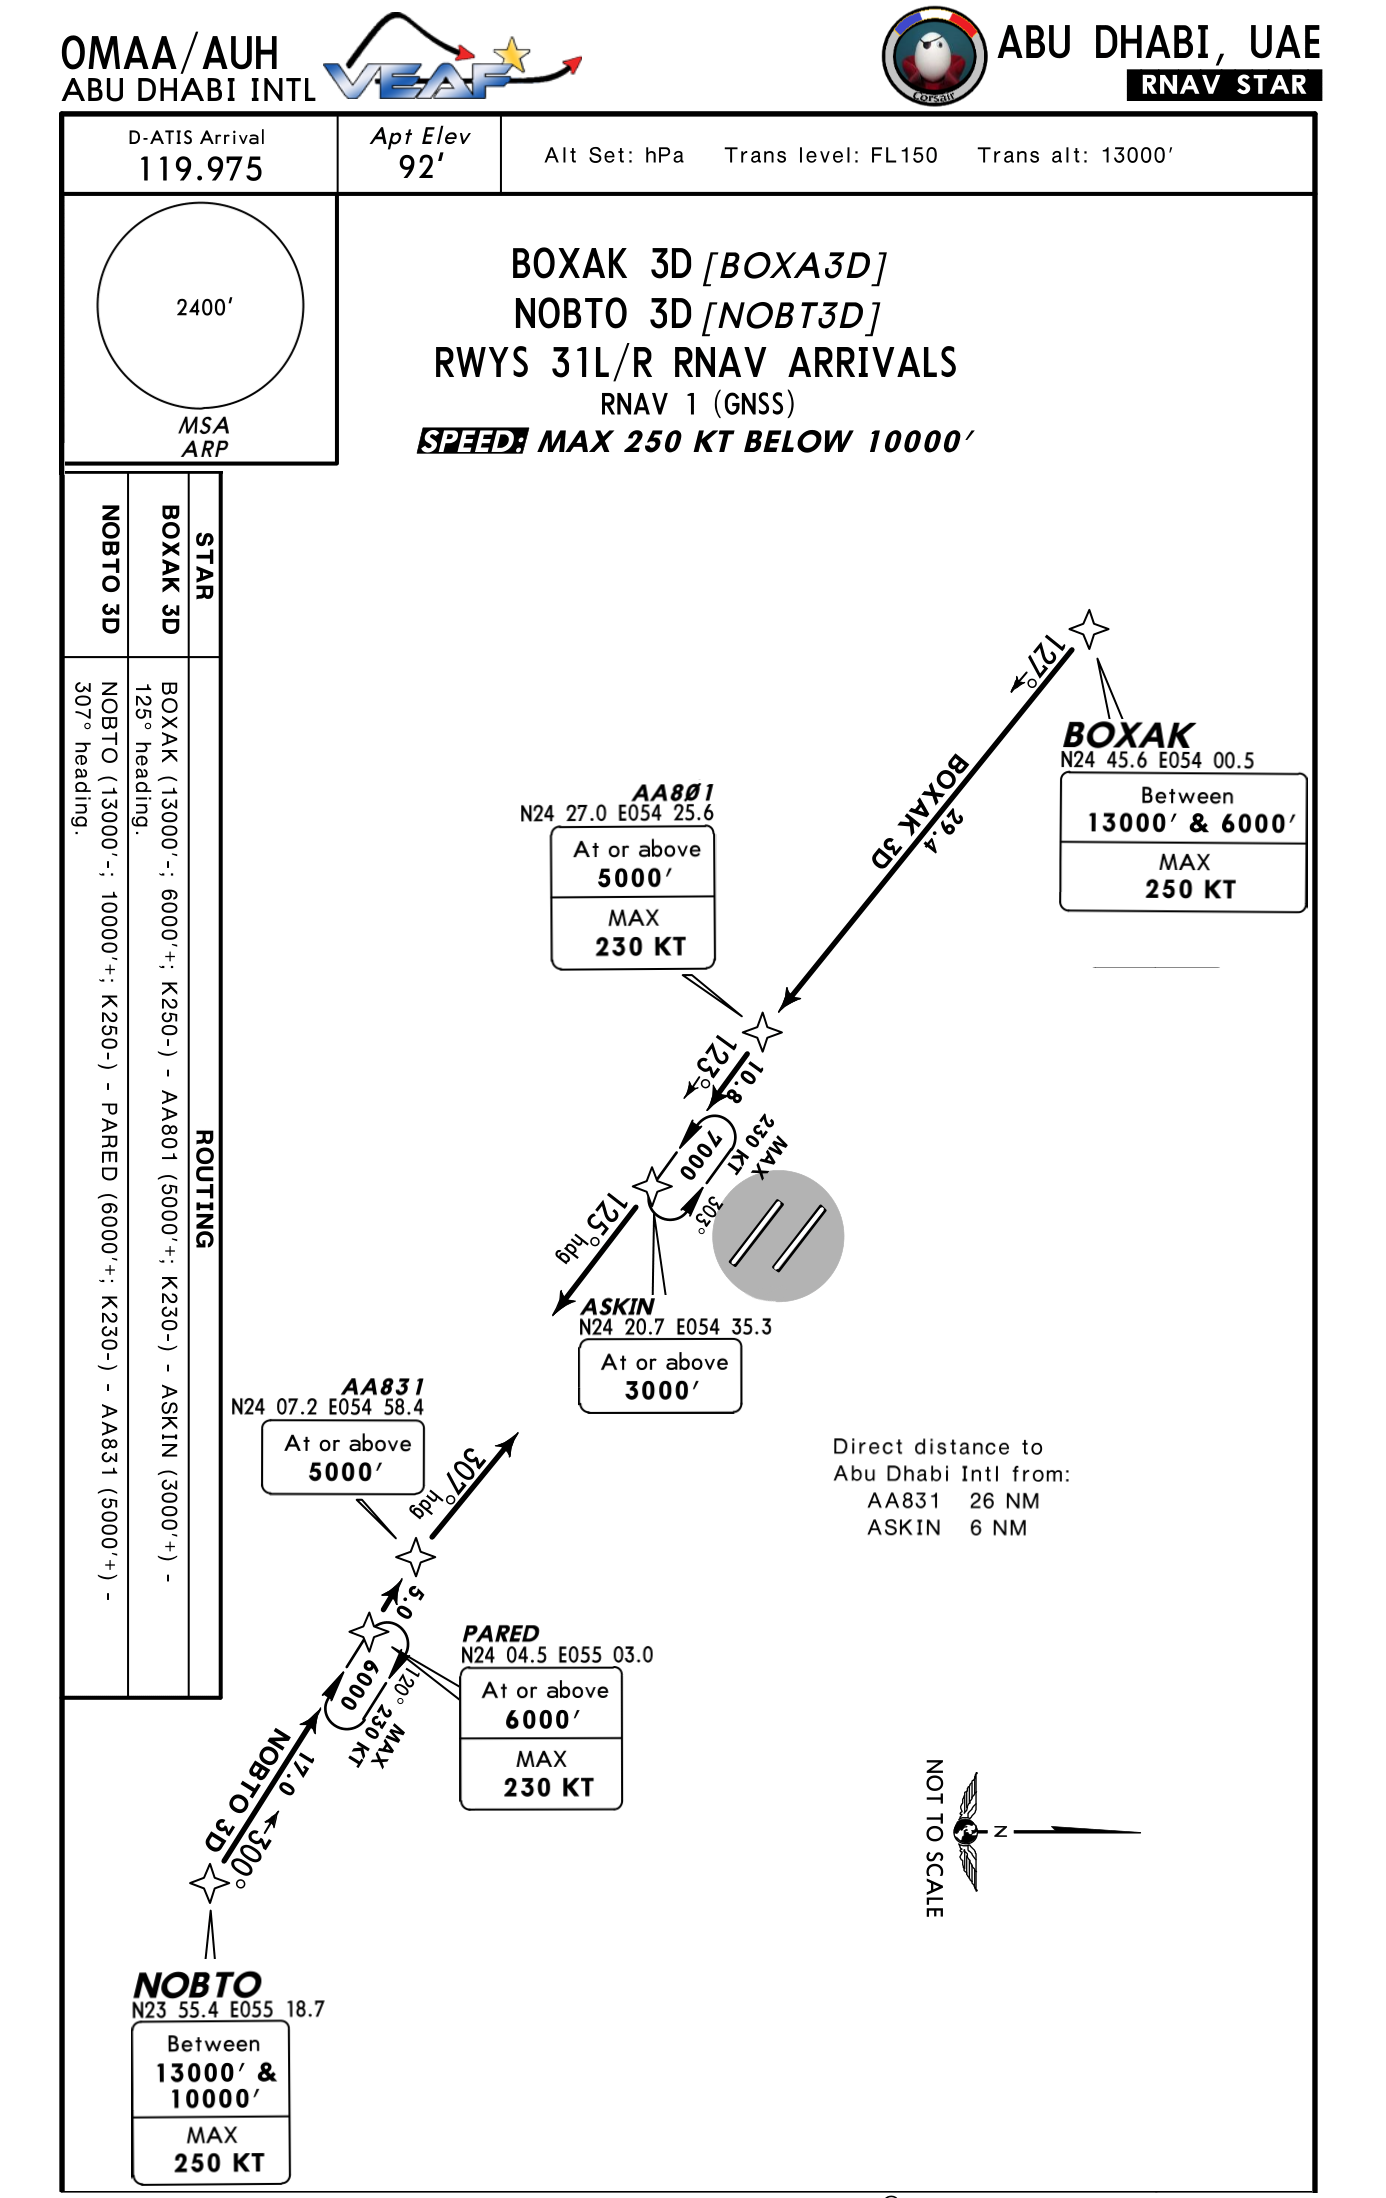 OMAA/AUH
ABU DHABI INTL
VEAF
Corsair
ABU DHABI, UAE
RNAV STAR
D-ATIS Arrival
119.975
Apt Elev
92'
Alt Set: hPa Trans level: FL150 Trans alt: 13000'
2400'
MSA
ARP
BOXAK 3D [BOXA3D]
NOBTO 3D [NOBT3D]
RWYS 31L/R RNAV ARRIVALS
RNAV 1 (GNSS)
SPEED: MAX 250 KT BELOW 10000'
STAR
ROUTING
BOXAK 3D
BOXAK (13000'-; 6000'+; K250-) - AA801 (5000'+; K230-) - ASKIN (3000'+) -
125° heading.
NOBTO 3D
NOBTO (13000'-; 10000'+; K250-) - PARED (6000'+; K230-) - AA831 (5000'+) -
307° heading.
127°
BOXAK 3D
29.4
BOXAK
N24 45.6 E054 00.5
Between
13000' & 6000'
MAX
250 KT
AA8Ø1
N24 27.0 E054 25.6
At or above
5000'
MAX
230 KT
123°
10.8
7000
MAX
230 KT
303°
125° hdg
ASKIN
N24 20.7 E054 35.3
At or above
3000'
AA831
N24 07.2 E054 58.4
At or above
5000'
307° hdg
Direct distance to
Abu Dhabi Intl from:
AA831 26 NM
ASKIN 6 NM
5.0
PARED
N24 04.5 E055 03.0
At or above
6000'
MAX
230 KT
6000
120°
MAX
230 KT
NOBTO 3D
17.0
300°
NOBTO
N23 55.4 E055 18.7
Between
13000' &
10000'
MAX
250 KT
NOT TO SCALE
N